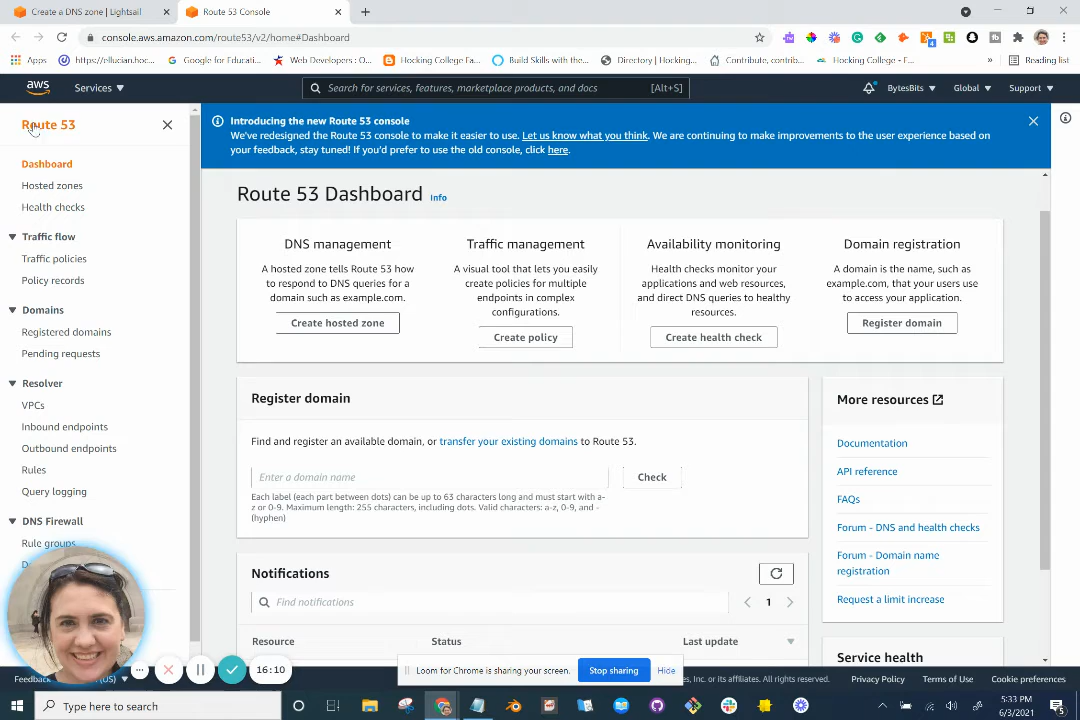 Create a DNS zone | Lightsail
Route 53 Console
console.aws.amazon.com/route53/v2/home#Dashboard
Apps
https://ellucian.hoc...
Google for Educati...
Web Developers : O...
Hocking College Fa...
Build Skills with the...
Directory | Hocking...
Contribute, contrib...
Hocking College - F...
»
Reading list
aws
Services
Search for services, features, marketplace products, and docs
[Alt+S]
BytesBits
Global
Support
Route 53
Introducing the new Route 53 console
We've redesigned the Route 53 console to make it easier to use. Let us know what you think. We are continuing to make improvements to the user experience based on
your feedback, stay tuned! If you'd prefer to use the old console, click here.
Dashboard
Hosted zones
Health checks
Traffic flow
Traffic policies
Policy records
Domains
Registered domains
Pending requests
Resolver
VPCs
Inbound endpoints
Outbound endpoints
Rules
Query logging
DNS Firewall
Rule groups
Route 53 Dashboard
Info
DNS management
A hosted zone tells Route 53 how
to respond to DNS queries for a
domain such as example.com.
Create hosted zone
Traffic management
A visual tool that lets you easily
create policies for multiple
endpoints in complex
configurations.
Create policy
Availability monitoring
Health checks monitor your
applications and web resources,
and direct DNS queries to healthy
resources.
Create health check
Domain registration
A domain is the name, such as
example.com, that your users use
to access your application.
Register domain
Register domain
Find and register an available domain, or transfer your existing domains to Route 53.
Enter a domain name
Check
Each label (each part between dots) can be up to 63 characters long and must start with a-
z or 0-9. Maximum length: 255 characters, including dots. Valid characters: a-z, 0-9, and -
(hyphen)
Notifications
Find notifications
1
Resource
Status
Last update
More resources
Documentation
API reference
FAQs
Forum - DNS and health checks
Forum - Domain name
registration
Request a limit increase
Service health
16:10
Loom for Chrome is sharing your screen.
Stop sharing
Hide
Feedback
(US)
s, Inc. or its affiliates. All rights reserved.
Privacy Policy
Terms of Use
Cookie preferences
Type here to search
5:33 PM
6/3/2021